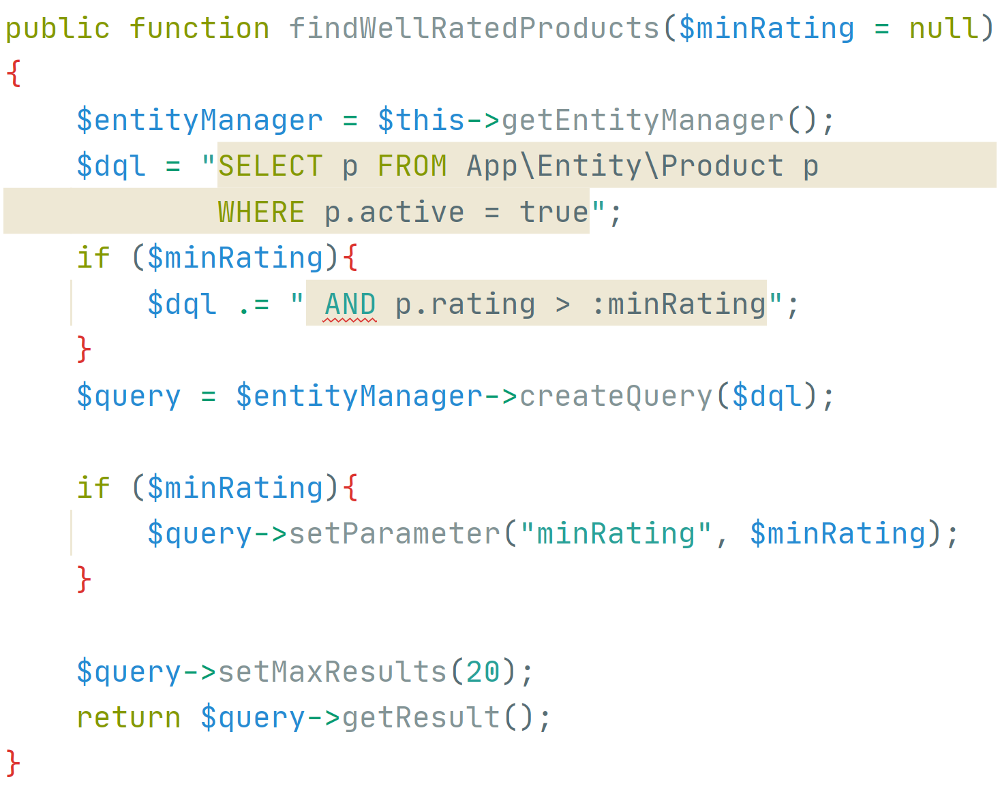 public function findWellRatedProducts($minRating = null)
{
    $entityManager = $this->getEntityManager();
    $dql = "SELECT p FROM App\Entity\Product p
            WHERE p.active = true";
    if ($minRating){
        $dql .= " AND p.rating > :minRating";
    }
    $query = $entityManager->createQuery($dql);

    if ($minRating){
        $query->setParameter("minRating", $minRating);
    }

    $query->setMaxResults(20);
    return $query->getResult();
}